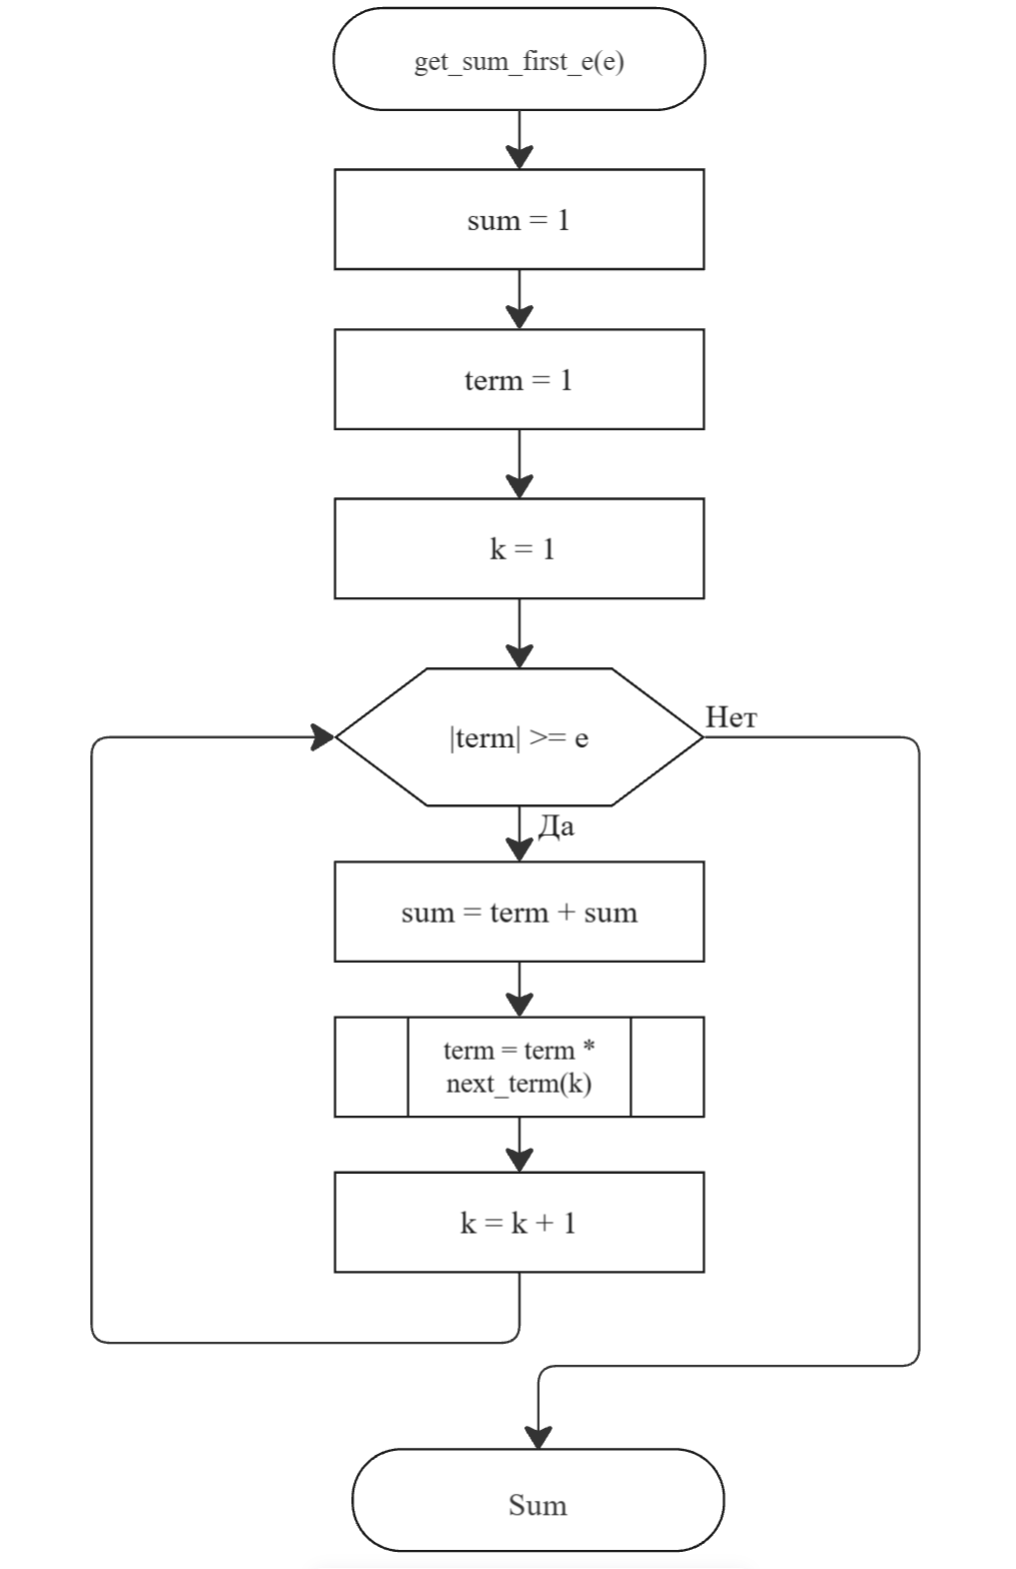 get_sum_first_e(e)
sum = 1
term = 1
k = 1
|term| >= e
Нет
Да
sum = term + sum
term = term *
next_term(k)
k = k + 1
Sum